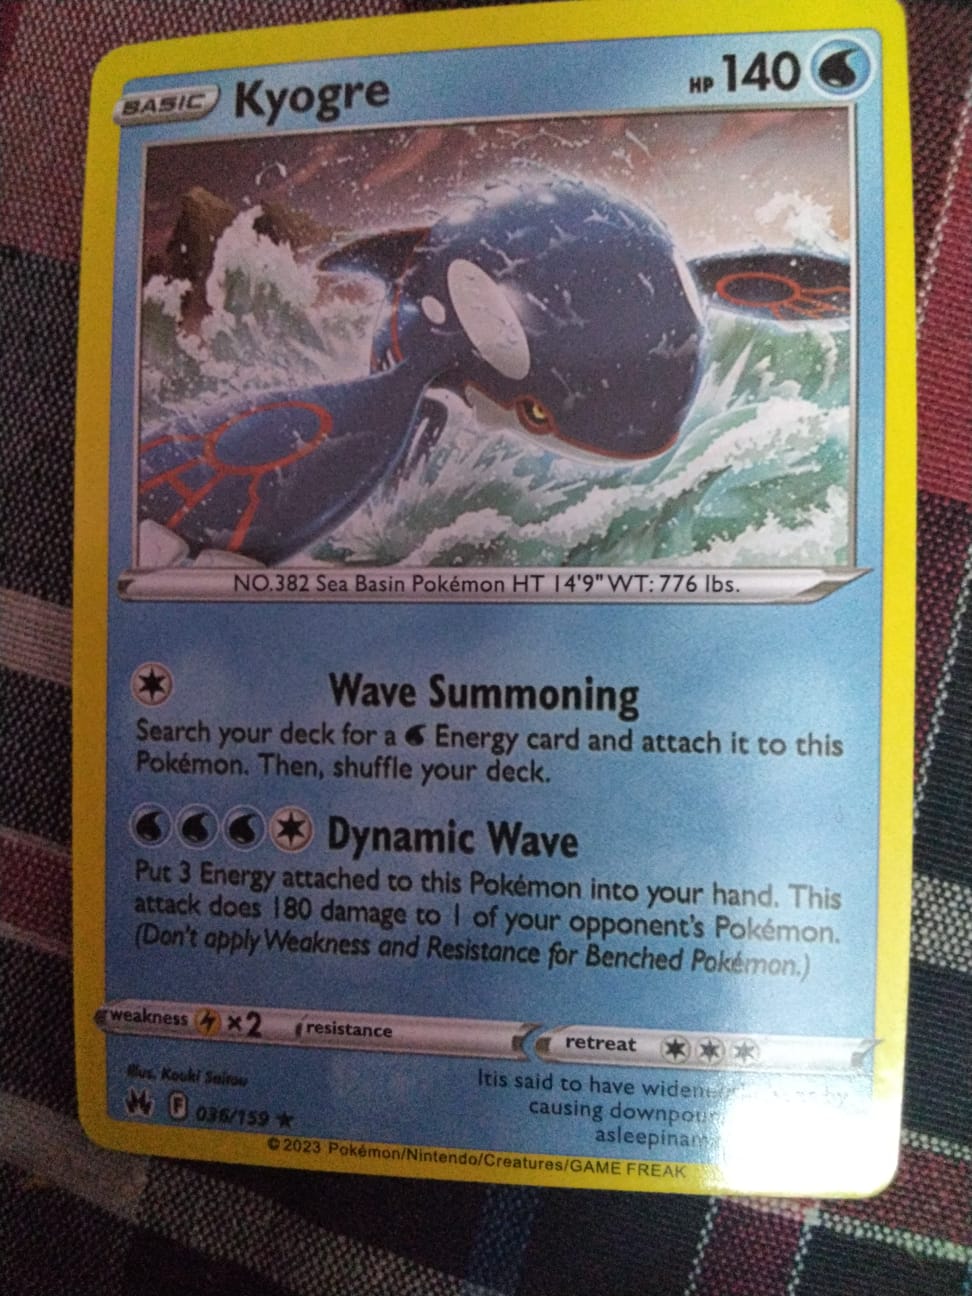 BASIC Kyogre HP 140
NO.382 Sea Basin Pokémon HT 14'9" WT: 776 lbs.
Wave Summoning
Search your deck for a Energy card and attach it to this
Pokémon. Then, shuffle your deck.
Dynamic Wave
Put 3 Energy attached to this Pokémon into your hand. This
attack does 180 damage to 1 of your opponent's Pokémon.
(Don't apply Weakness and Resistance for Benched Pokémon.)
weakness ×2 resistance retreat
Illus. Kouki Saitou
Itis said to have widened by
causing
F 036/159 ★
©2023 Pokémon/Nintendo/Creatures/GAME FREAK